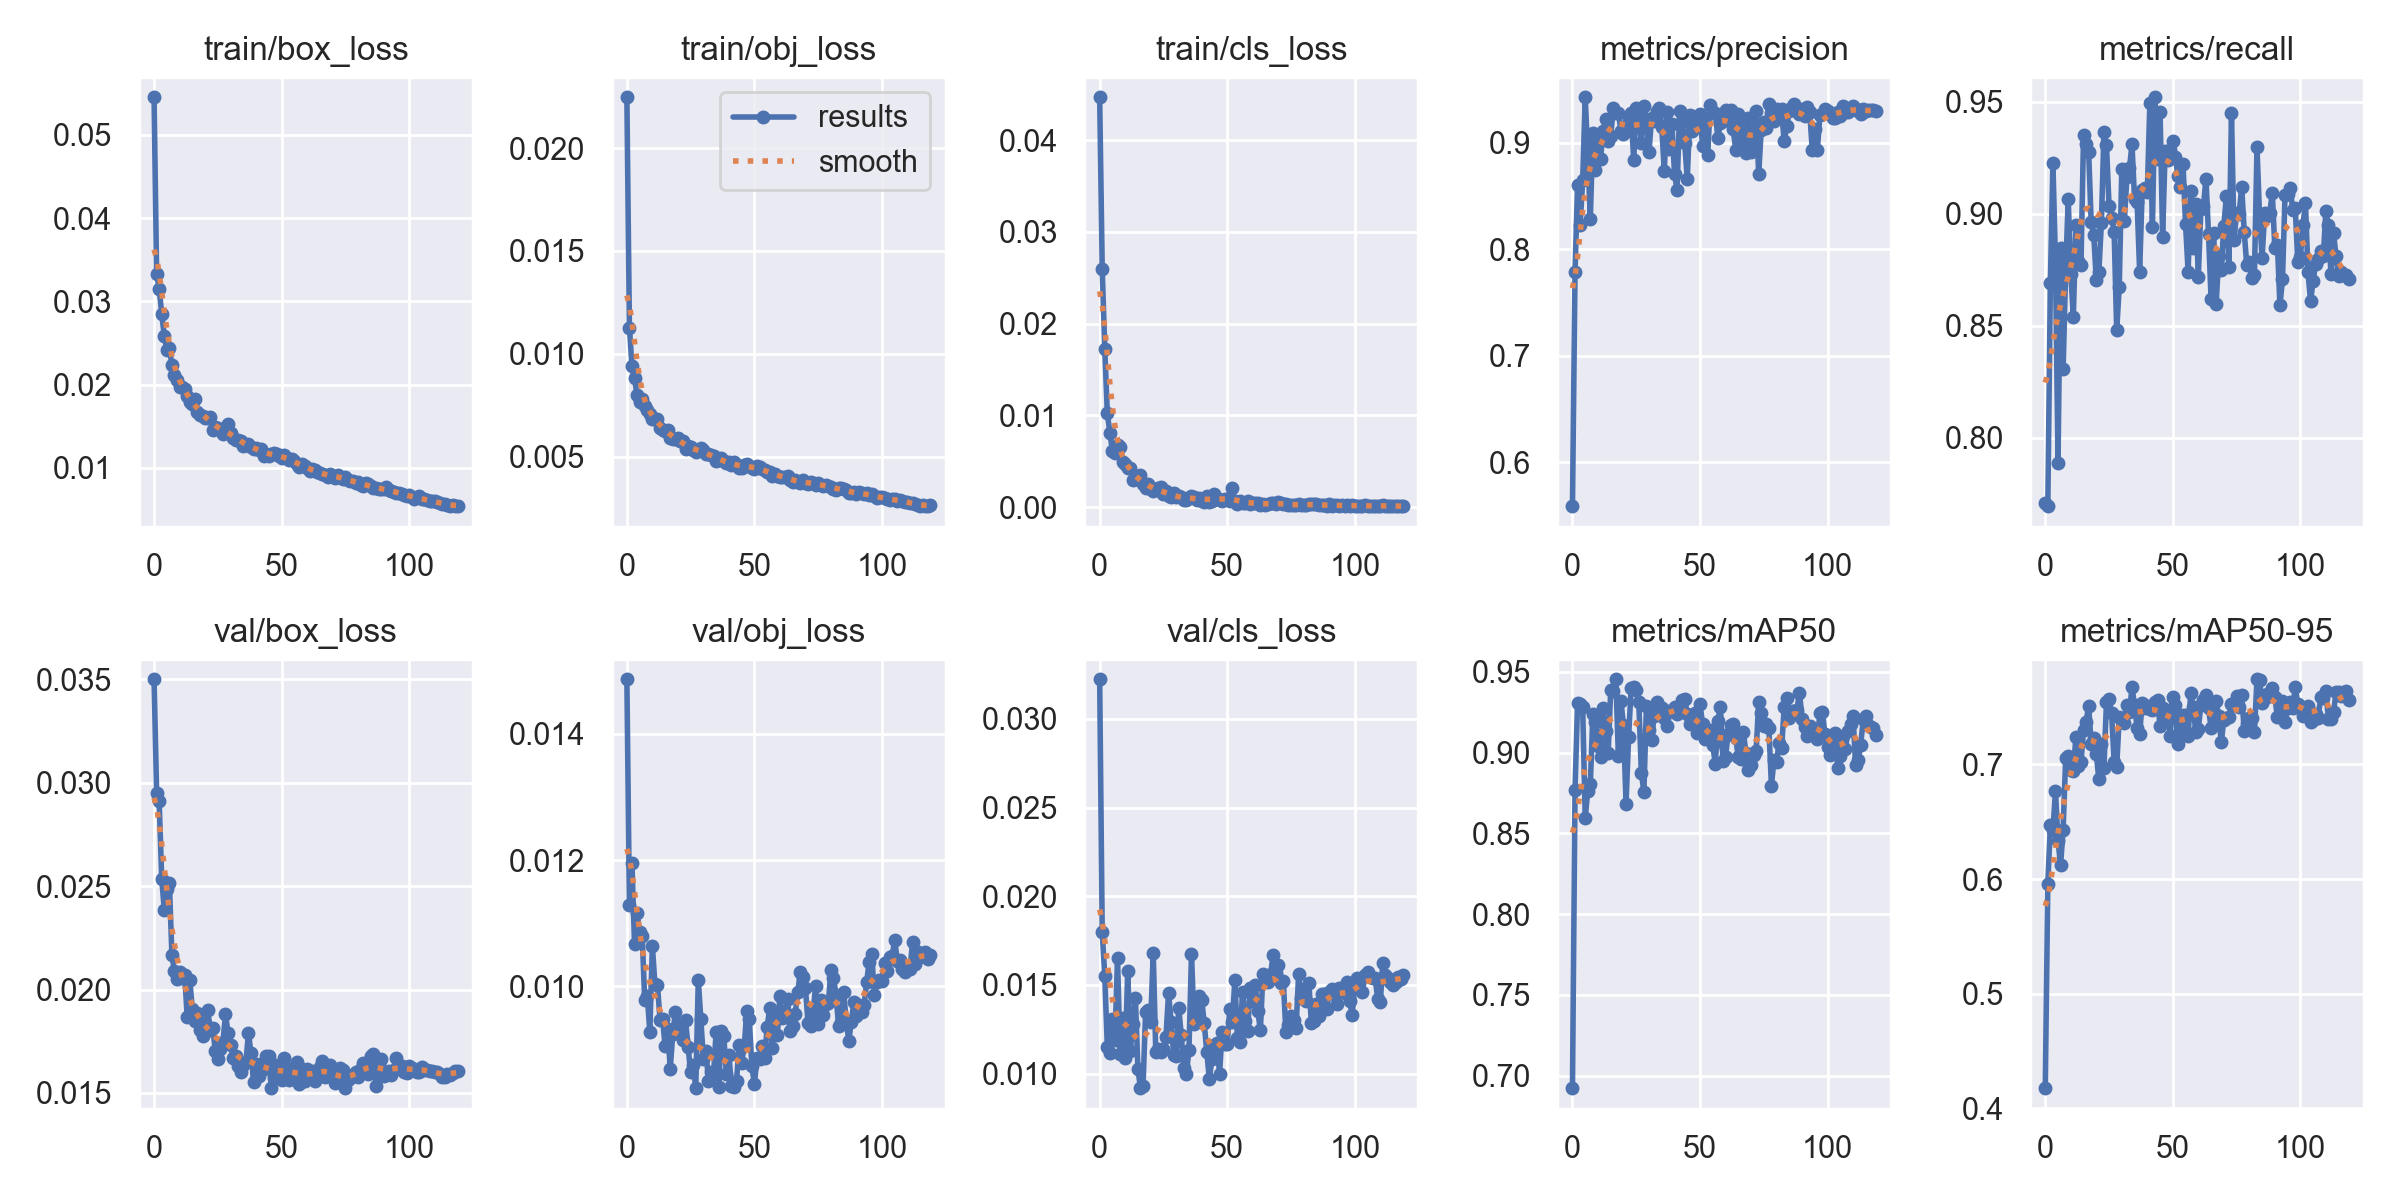 train/box_loss
train/obj_loss
train/cls_loss
metrics/precision
metrics/recall
0.05
0.04
0.03
0.02
0.01
0 50 100
results
smooth
0.020
0.015
0.010
0.005
0 50 100
0.04
0.03
0.02
0.01
0.00
0 50 100
0.9
0.8
0.7
0.6
0 50 100
0.95
0.90
0.85
0.80
0 50 100
val/box_loss
val/obj_loss
val/cls_loss
metrics/mAP50
metrics/mAP50-95
0.035
0.030
0.025
0.020
0.015
0 50 100
0.014
0.012
0.010
0 50 100
0.030
0.025
0.020
0.015
0.010
0 50 100
0.95
0.90
0.85
0.80
0.75
0.70
0 50 100
0.7
0.6
0.5
0.4
0 50 100